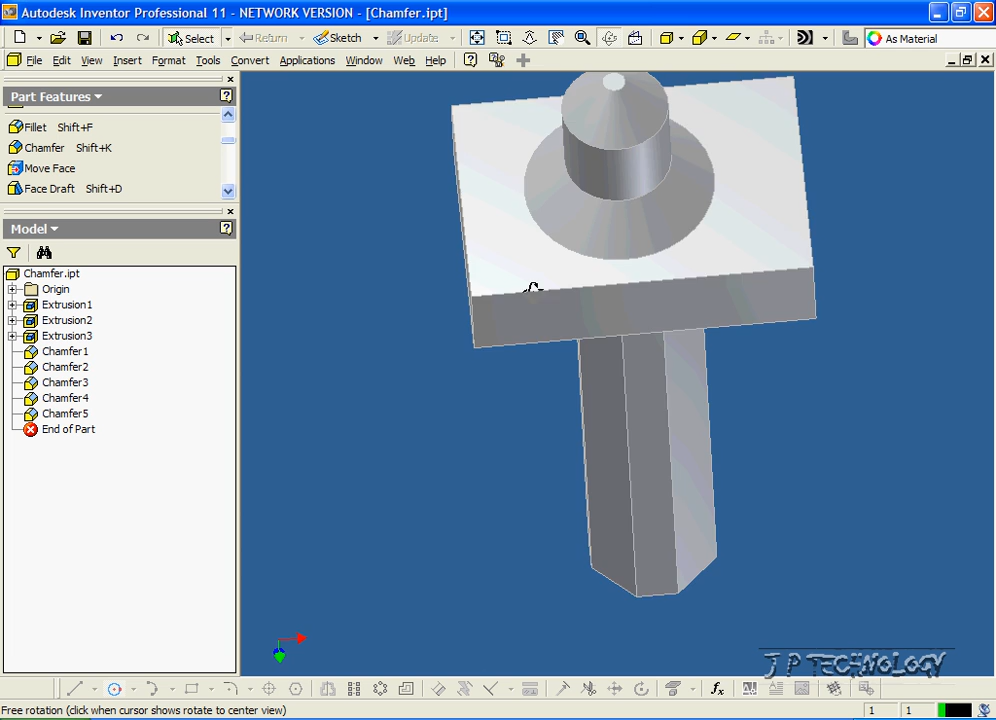 Autodesk Inventor Professional 11 - NETWORK VERSION - [Chamfer.ipt]
Select Return Sketch Update As Material
File Edit View Insert Format Tools Convert Applications Window Web Help
Part Features
Fillet Shift+F
Chamfer Shift+K
Move Face
Face Draft Shift+D
Model
Chamfer.ipt
Origin
Extrusion1
Extrusion2
Extrusion3
Chamfer1
Chamfer2
Chamfer3
Chamfer4
Chamfer5
End of Part
J P TECHNOLOGY
Free rotation (click when cursor shows rotate to center view) 1 1